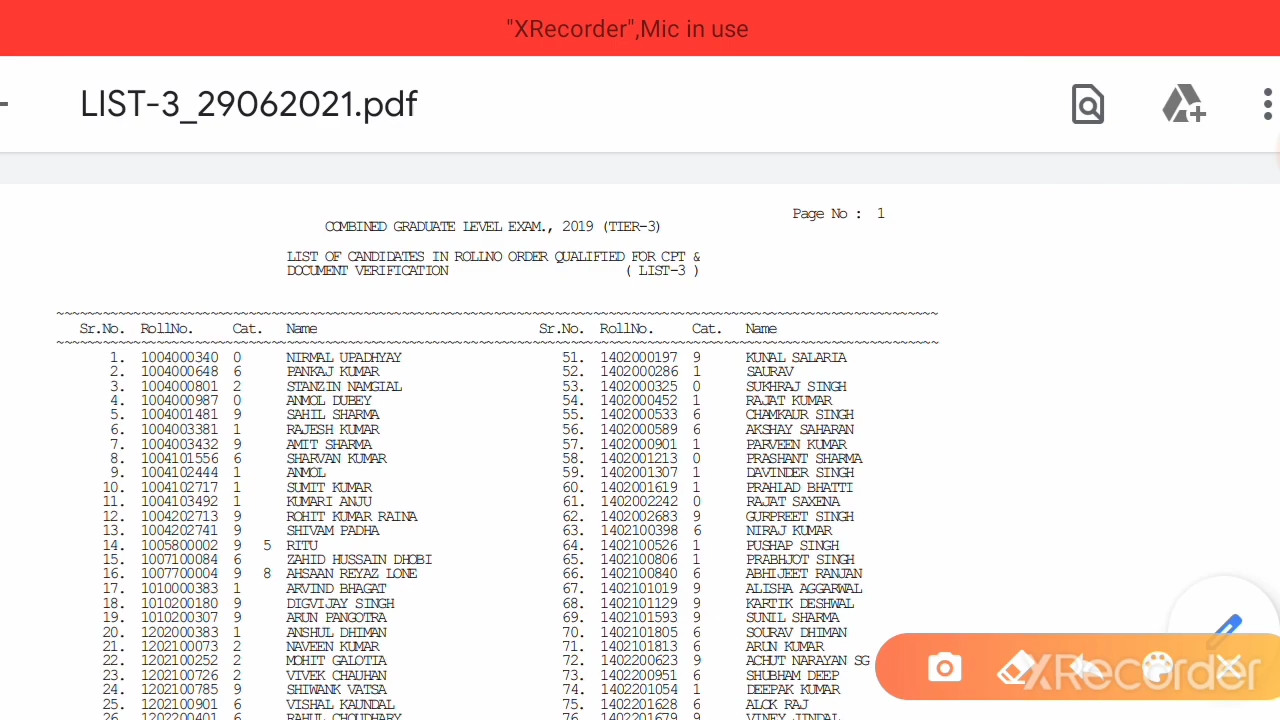 "XRecorder",Mic in use
LIST-3_29062021.pdf
Page No : 1
COMBINED GRADUATE LEVEL EXAM., 2019 (TIER-3)
LIST OF CANDIDATES IN ROLLNO ORDER QUALIFIED FOR CPT &
DOCUMENT VERIFICATION ( LIST-3 )
Sr.No. RollNo. Cat. Name Sr.No. RollNo. Cat. Name
1. 1004000340 0 NIRMAL UPADHYAY 51. 1402000197 9 KUNAL SALARIA
2. 1004000648 6 PANKAJ KUMAR 52. 1402000286 1 SAURAV
3. 1004000801 2 STANZIN NAMGIAL 53. 1402000325 0 SUKHRAJ SINGH
4. 1004000987 0 ANMOL DUBEY 54. 1402000452 1 RAJAT KUMAR
5. 1004001481 9 SAHIL SHARMA 55. 1402000533 6 CHAMKAUR SINGH
6. 1004003381 1 RAJESH KUMAR 56. 1402000589 6 AKSHAY SAHARAN
7. 1004003432 9 AMIT SHARMA 57. 1402000901 1 PARVEEN KUMAR
8. 1004101556 6 SHARVAN KUMAR 58. 1402001213 0 PRASHANT SHARMA
9. 1004102444 1 ANMOL 59. 1402001307 1 DAVINDER SINGH
10. 1004102717 1 SUMIT KUMAR 60. 1402001619 1 PRAHLAD BHATTI
11. 1004103492 1 KUMARI ANJU 61. 1402002242 0 RAJAT SAXENA
12. 1004202713 9 ROHIT KUMAR RAINA 62. 1402002683 9 GURPREET SINGH
13. 1004202741 9 SHIVAM PADHA 63. 1402100398 6 NIRAJ KUMAR
14. 1005800002 9 5 RITU 64. 1402100526 1 PUSHAP SINGH
15. 1007100084 6 ZAHID HUSSAIN DHOBI 65. 1402100806 1 PRABHJOT SINGH
16. 1007700004 9 8 AHSAAN REYAZ LONE 66. 1402100840 6 ABHIJEET RANJAN
17. 1010000383 1 ARVIND BHAGAT 67. 1402101019 9 ALISHA AGGARWAL
18. 1010200180 9 DIGVIJAY SINGH 68. 1402101129 9 KARTIK DESHWAL
19. 1010200307 9 ARUN PANGOTRA 69. 1402101593 9 SUNIL SHARMA
20. 1202000383 1 ANSHUL DHIMAN 70. 1402101805 6 SOURAV DHIMAN
21. 1202100073 2 NAVEEN KUMAR 71. 1402101813 6 ARUN KUMAR
22. 1202100252 2 MOHIT GALOTIA 72. 1402200623 9 ACHUT NARAYAN SG
23. 1202100726 2 VIVEK CHAUHAN 73. 1402200951 6 SHUBHAM DEEP
24. 1202100785 9 SHIWANK VATSA 74. 1402201054 1 DEEPAK KUMAR
25. 1202100901 6 VISHAL KAUNDAL 75. 1402201628 6 ALOK RAJ
26. 1202200401 6 RAHUL CHOUDHARY 76. 1402201679 9 VINEY JINDAL
XRecorder